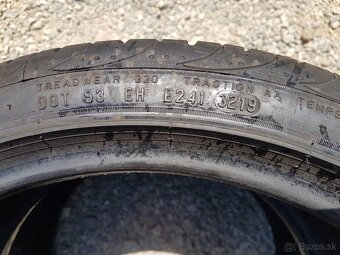 TREADWEAR 220 TRACTION AA TEMPE
DOT 93 EH E241 3219
© Bazos.sk